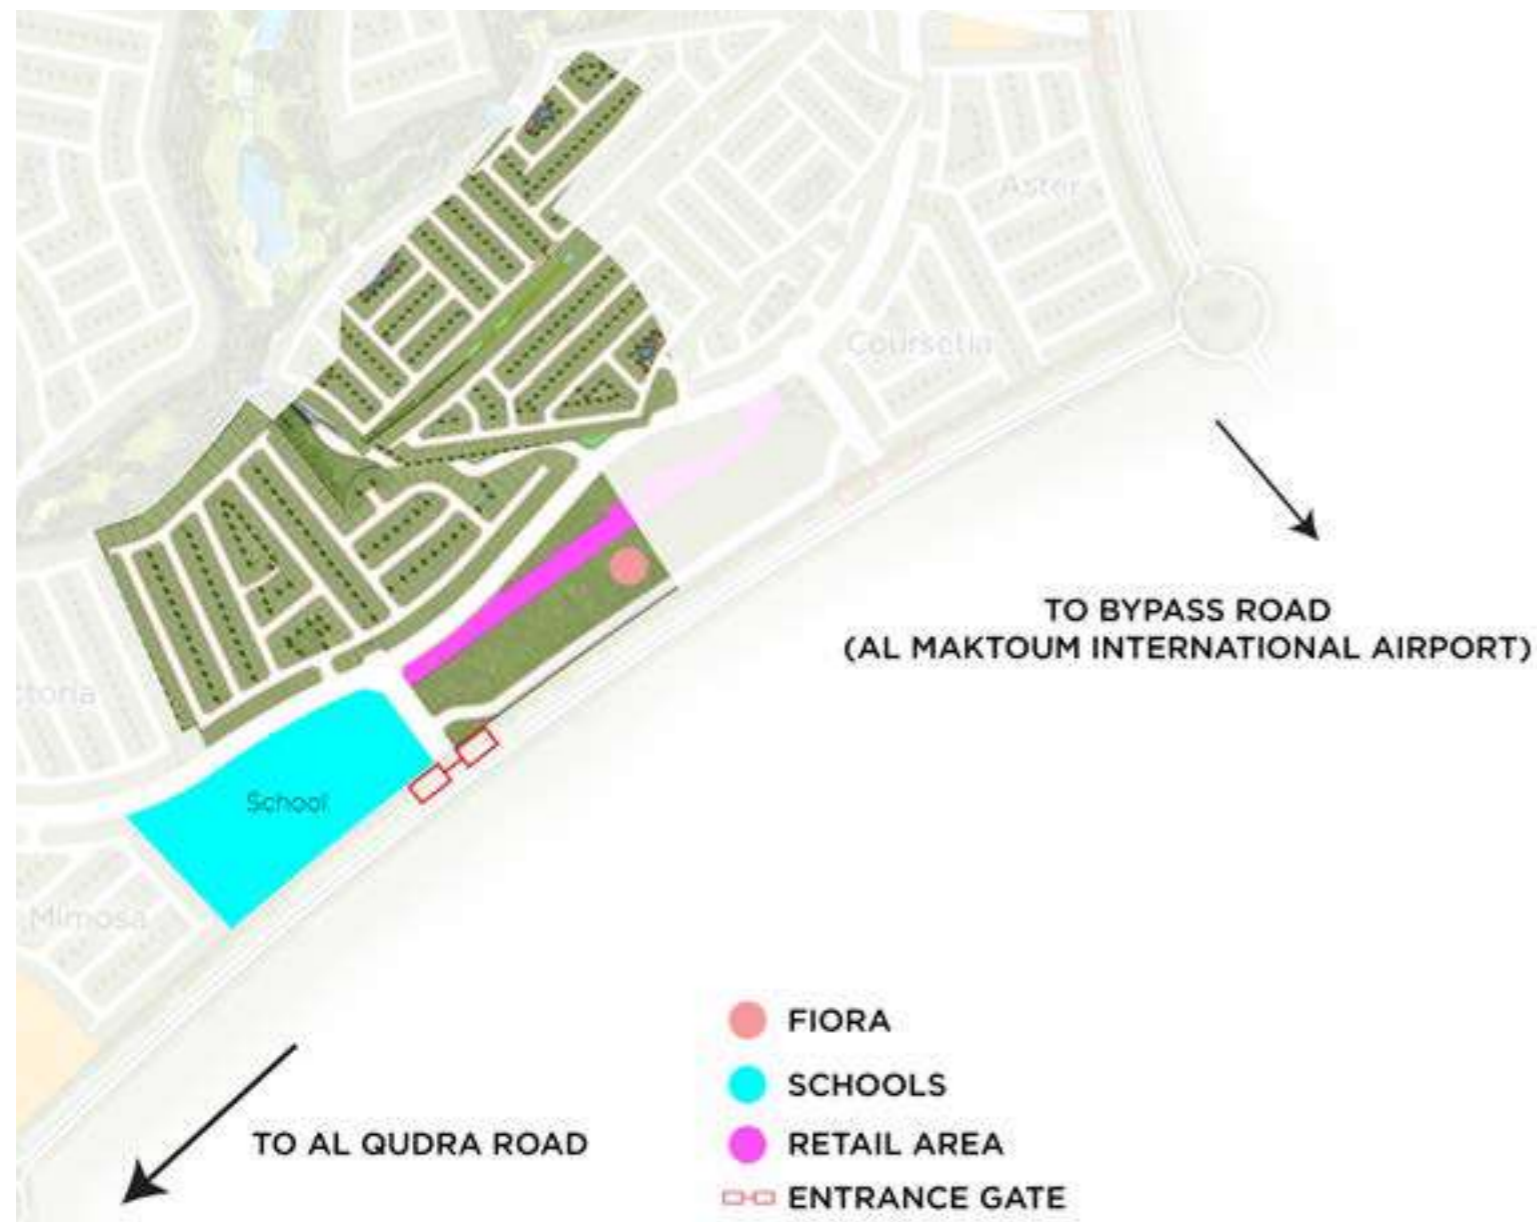 Aster
Coursetia
TO BYPASS ROAD
(AL MAKTOUM INTERNATIONAL AIRPORT)
ctoria
School
Mimosa
FIORA
SCHOOLS
TO AL QUDRA ROAD
RETAIL AREA
ENTRANCE GATE